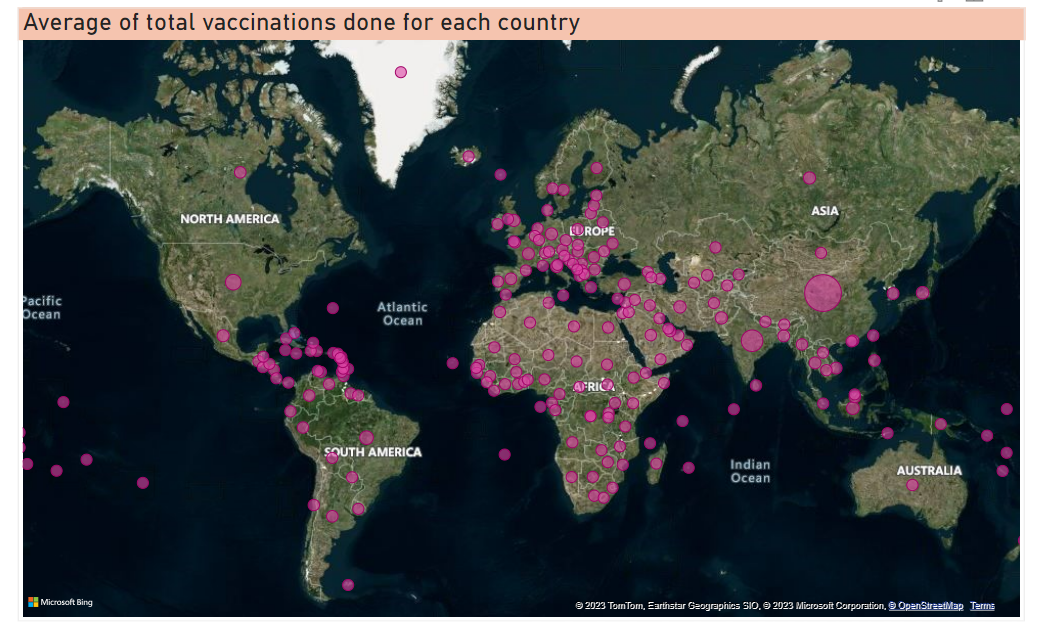 Average of total vaccinations done for each country
NORTH AMERICA
ASIA
EUROPE
Pacific
Ocean
Atlantic
Ocean
AFRICA
SOUTH AMERICA
Indian
Ocean
AUSTRALIA
Microsoft Bing
© 2023 TomTom, Earthstar Geographics SIO, © 2023 Microsoft Corporation, © OpenStreetMap Terms